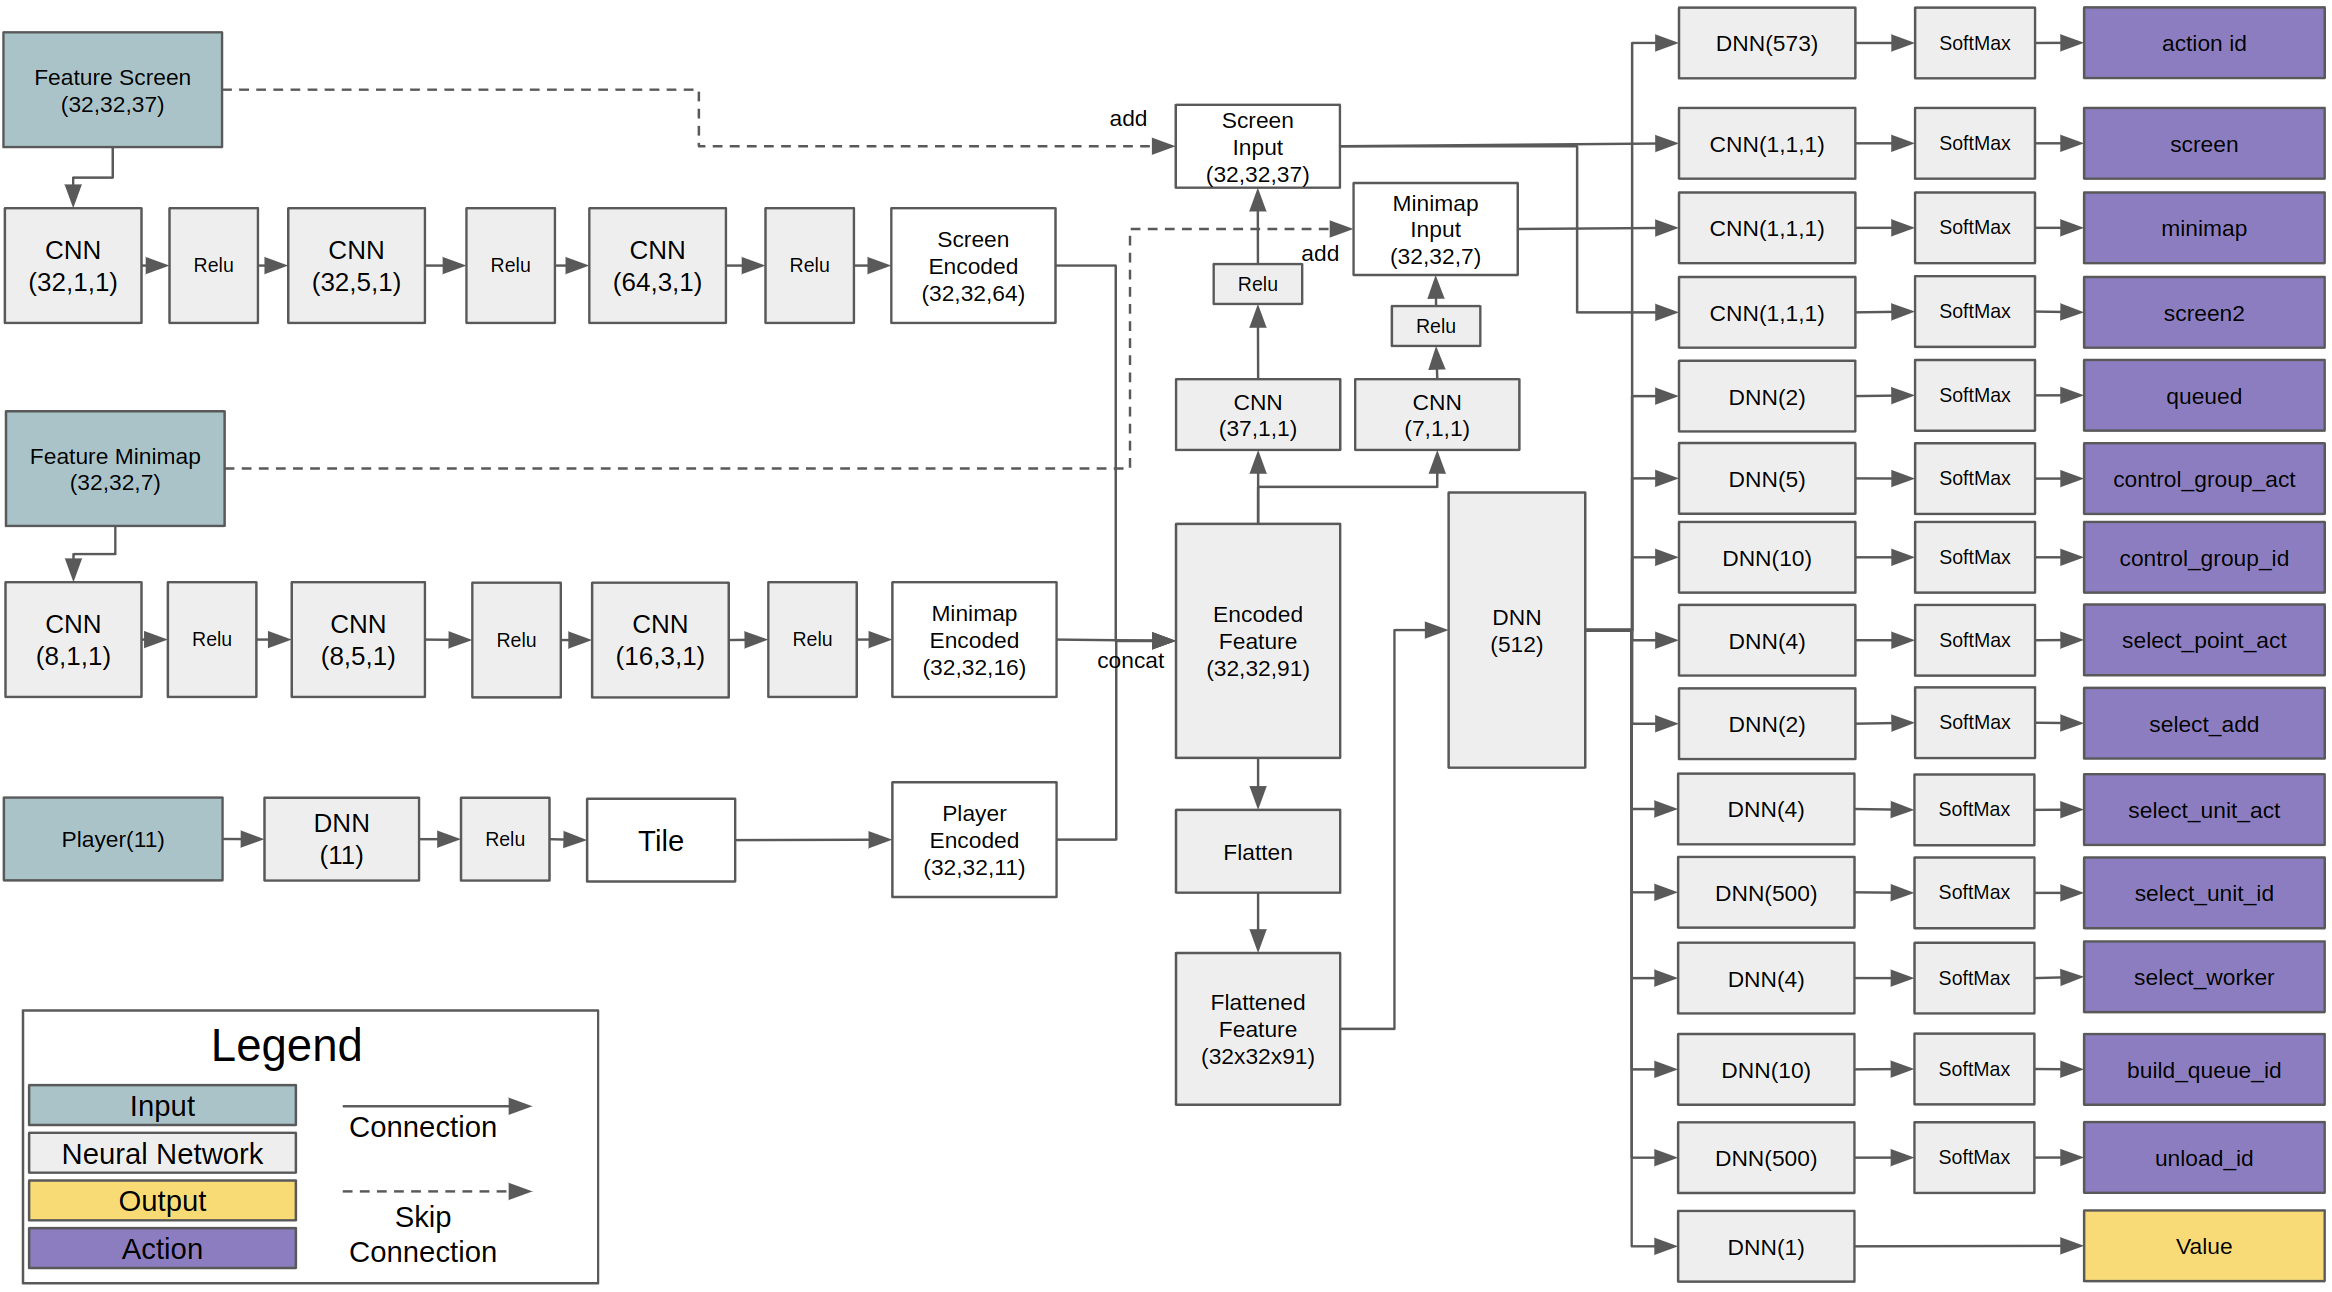 Feature Screen
(32,32,37)
CNN
(32,1,1)
Relu
CNN
(32,5,1)
Relu
CNN
(64,3,1)
Relu
Screen
Encoded
(32,32,64)
Feature Minimap
(32,32,7)
CNN
(8,1,1)
Relu
CNN
(8,5,1)
Relu
CNN
(16,3,1)
Relu
Minimap
Encoded
(32,32,16)
Player(11)
DNN
(11)
Relu
Tile
Player
Encoded
(32,32,11)
add
Screen
Input
(32,32,37)
add
Minimap
Input
(32,32,7)
Relu
Relu
CNN
(37,1,1)
CNN
(7,1,1)
concat
Encoded
Feature
(32,32,91)
Flatten
Flattened
Feature
(32x32x91)
DNN
(512)
DNN(573)
SoftMax
action id
CNN(1,1,1)
SoftMax
screen
CNN(1,1,1)
SoftMax
minimap
CNN(1,1,1)
SoftMax
screen2
DNN(2)
SoftMax
queued
DNN(5)
SoftMax
control_group_act
DNN(10)
SoftMax
control_group_id
DNN(4)
SoftMax
select_point_act
DNN(2)
SoftMax
select_add
DNN(4)
SoftMax
select_unit_act
DNN(500)
SoftMax
select_unit_id
DNN(4)
SoftMax
select_worker
DNN(10)
SoftMax
build_queue_id
DNN(500)
SoftMax
unload_id
DNN(1)
Value
Legend
Input
Neural Network
Output
Action
Connection
Skip
Connection